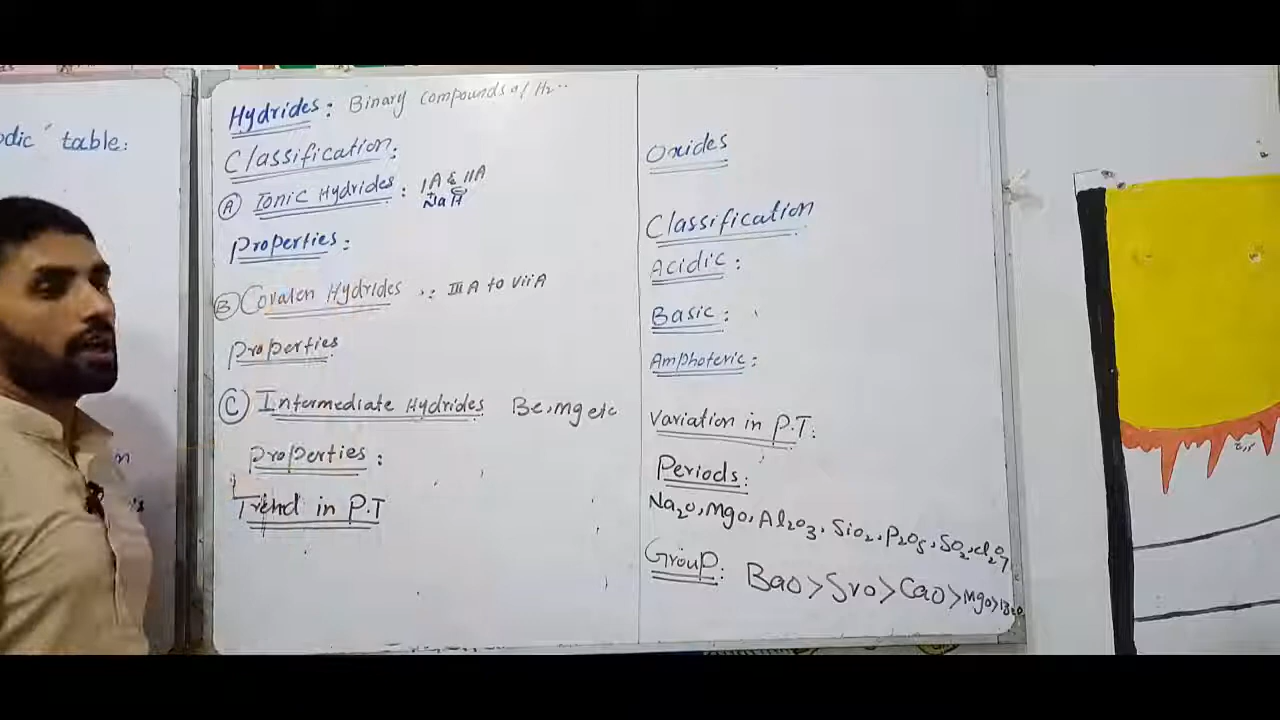 odic table:
Hydrides: Binary compounds of H2..
Classification:
A Ionic Hydrides: IA & IIA
NaH
Properties:
B Covalen Hydrides : IIIA to VIIA
Properties
C Intermediate Hydrides Be,mg etc
Properties:
Trend in P.T
Oxides
Classification
Acidic:
Basic:
Amphoteric:
variation in P.T:
Periods:
Na2O, MgO, Al2O3, SiO2, P2O5, SO2, Cl2O7
Group: BaO>SrO>CaO>MgO>BeO